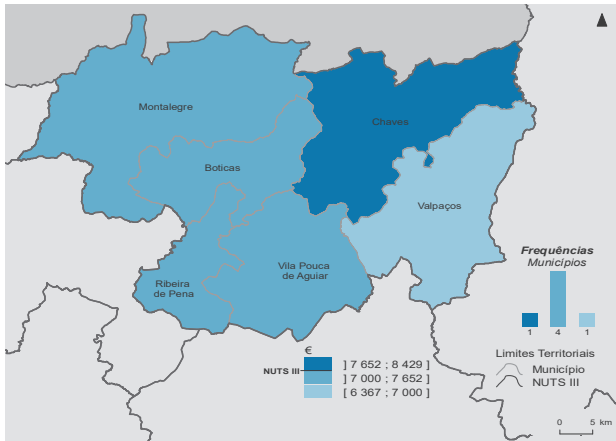 Montalegre
Chaves
Boticas
Valpaços
Vila Pouca
de Aguiar
Ribeira
de Pena
Frequências
Municípios
1 4 1
€
NUTS III
] 7 652 ; 8 429 ]
] 7 000 ; 7 652 ]
[ 6 367 ; 7 000 ]
Limites Territoriais
Município
NUTS III
0 5 km